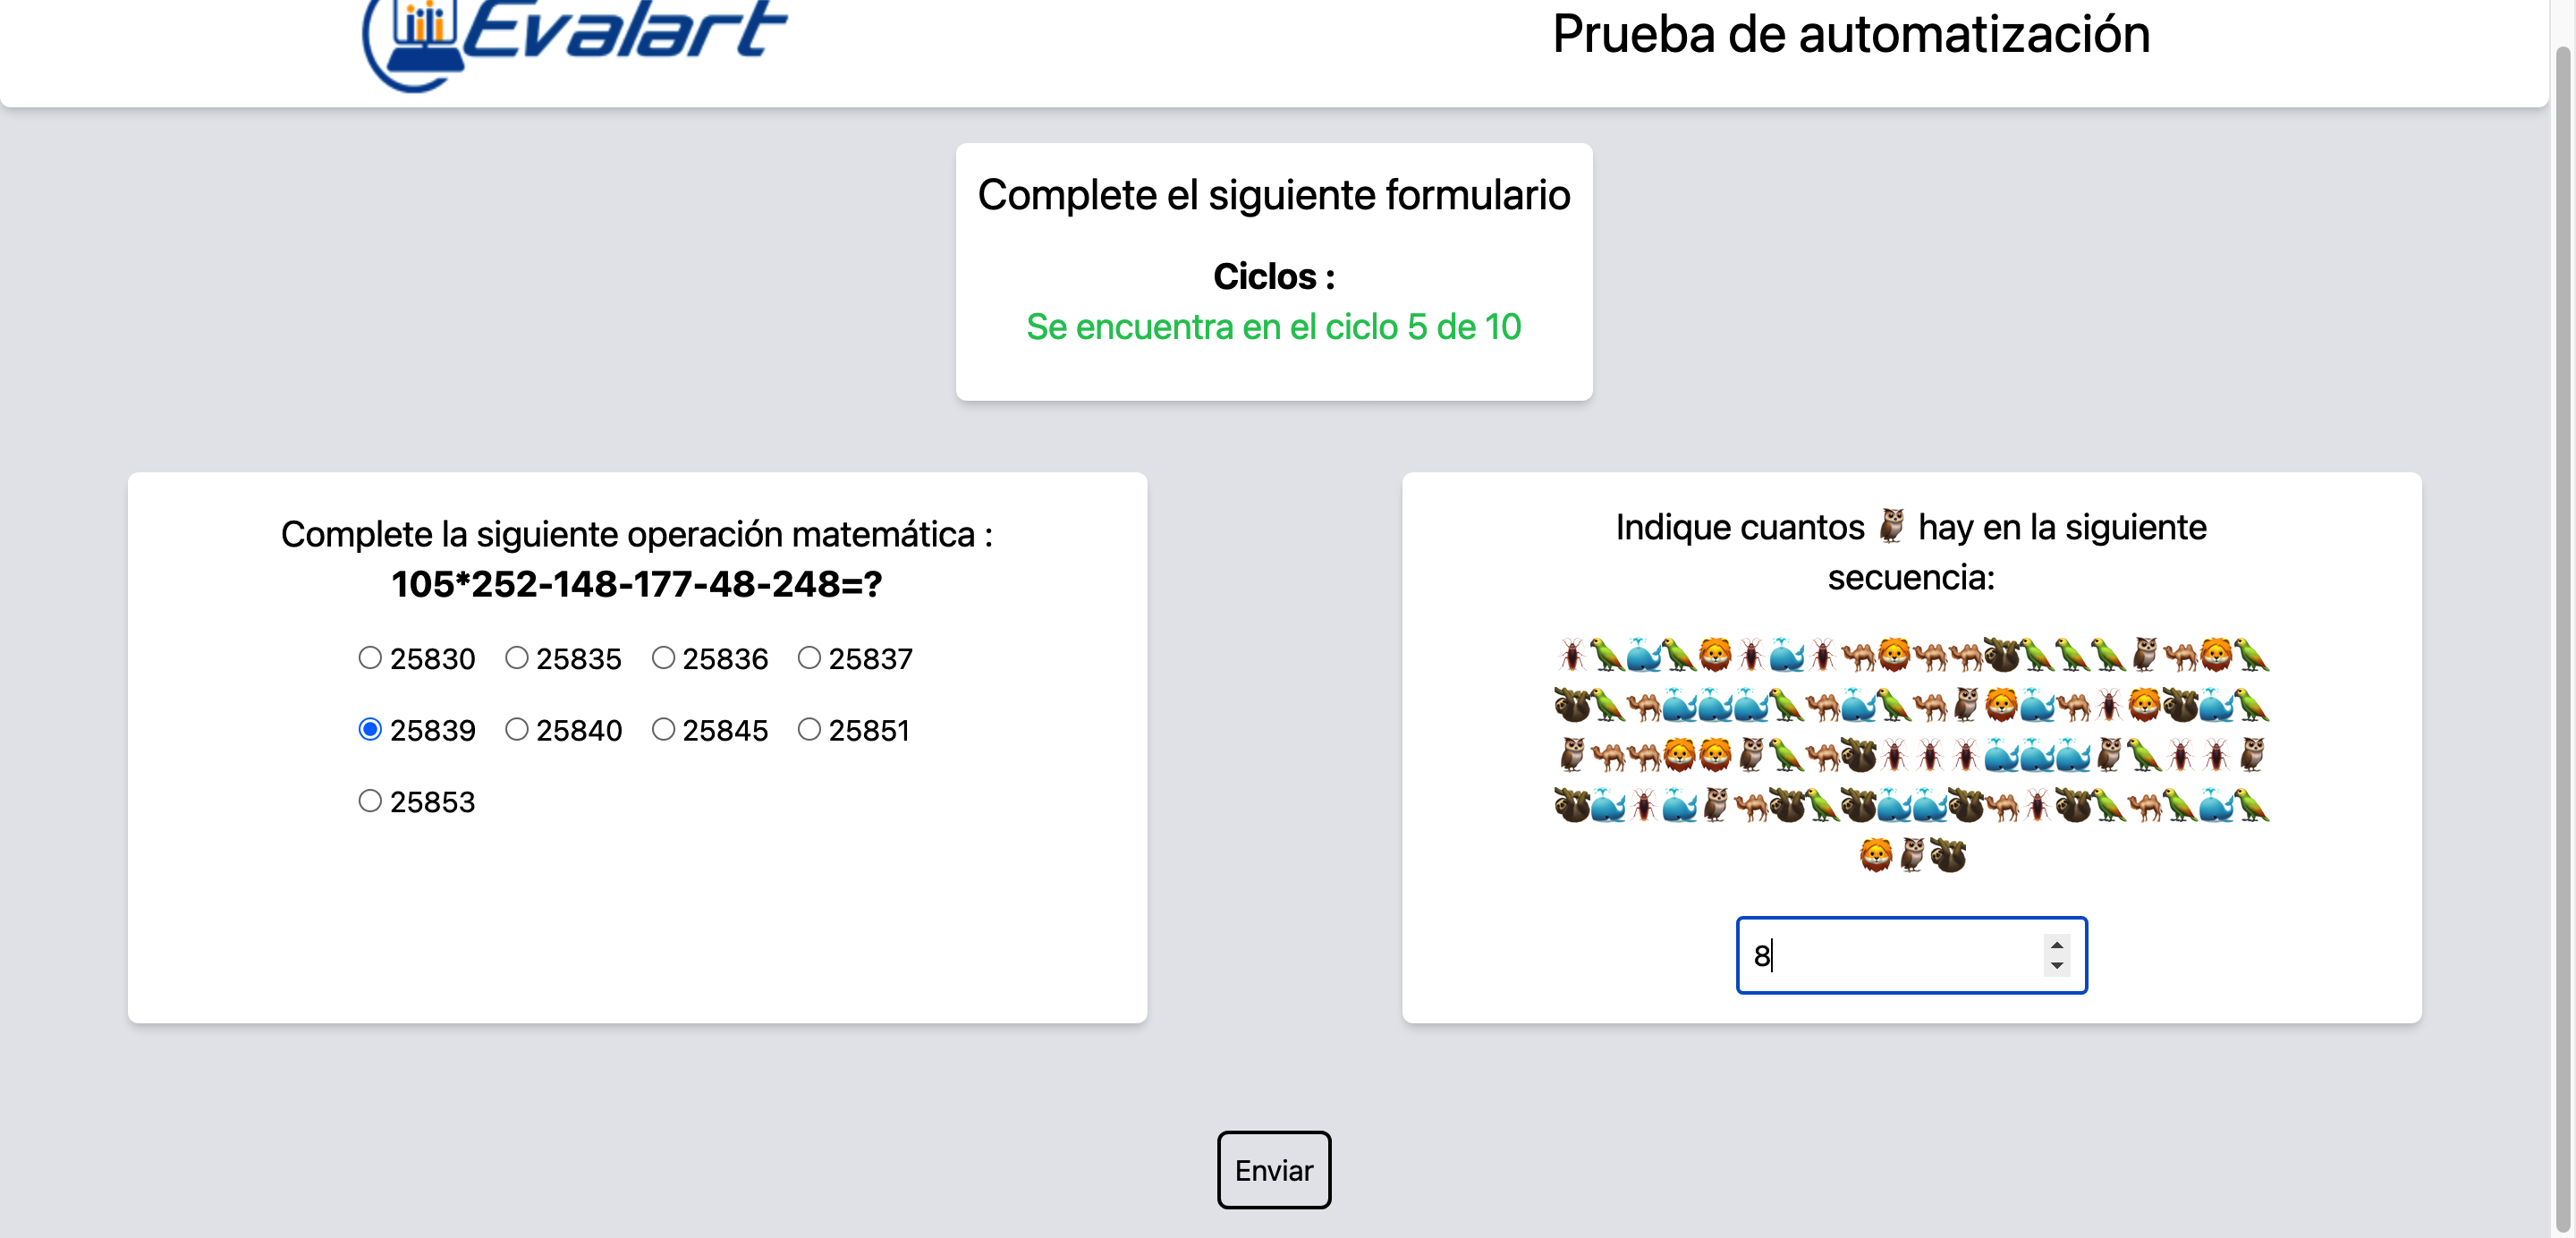 Evalart
Prueba de automatización
Complete el siguiente formulario
Ciclos :
Se encuentra en el ciclo 5 de 10
Complete la siguiente operación matemática :
105*252-148-177-48-248=?
25830 25835 25836 25837
25839 25840 25845 25851
25853
Indique cuantos 🦉 hay en la siguiente
secuencia:
🪳🦜🐳🦜🦁🪳🐳🪳🐫🦁🐫🐫🦥🦜🦜🦜🦉🐫🦁🦜
🦥🦜🐫🐳🐳🐳🦜🐫🐳🦜🐫🦉🦁🐳🐫🪳🦁🦥🐳🦜
🦉🐫🐫🦁🦁🦉🦜🐫🦥🪳🪳🪳🐳🐳🐳🦉🦜🪳🪳🦉
🦥🐳🪳🐳🦉🐫🦥🦜🦥🐳🐳🦥🐫🪳🦥🦜🐫🦜🐳🦜
🦁🦉🦥
8
Enviar